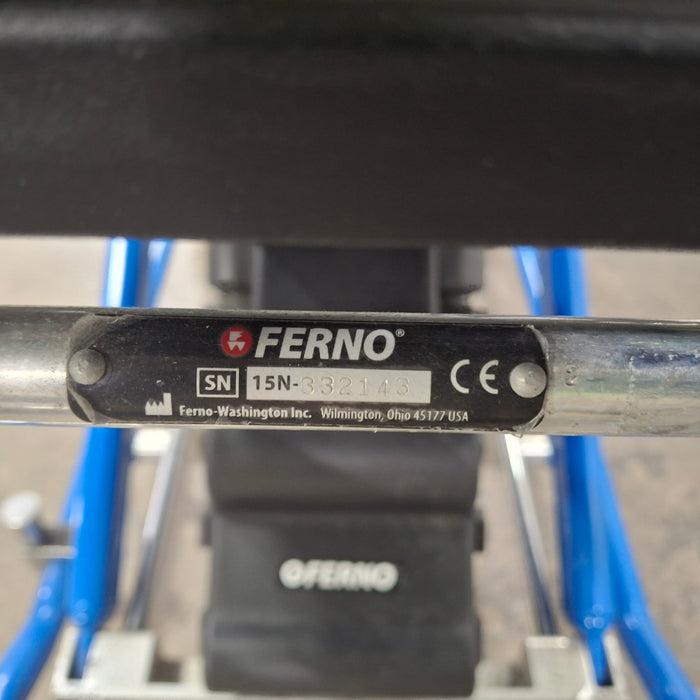 FERNO®
SN 15N-332143 CE
Ferno-Washington Inc. Wilmington, Ohio 45177 USA
FERNO